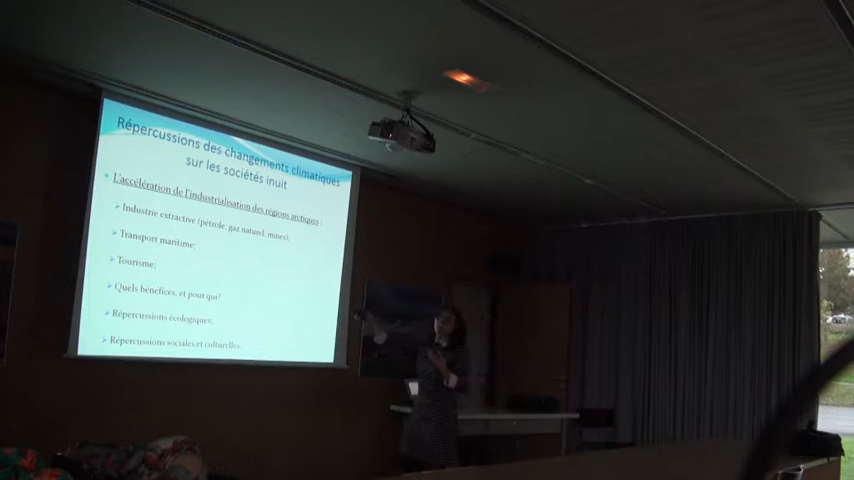 Répercussions des changements climatiques
sur les sociétés inuit
L'accélération de l'industrialisation des régions arctiques :
Industrie extractive (pétrole, gaz naturel, mines);
Transport maritime;
Tourisme;
Quels bénéfices, et pour qui?
Répercussions écologiques;
Répercussions sociales et culturelles.